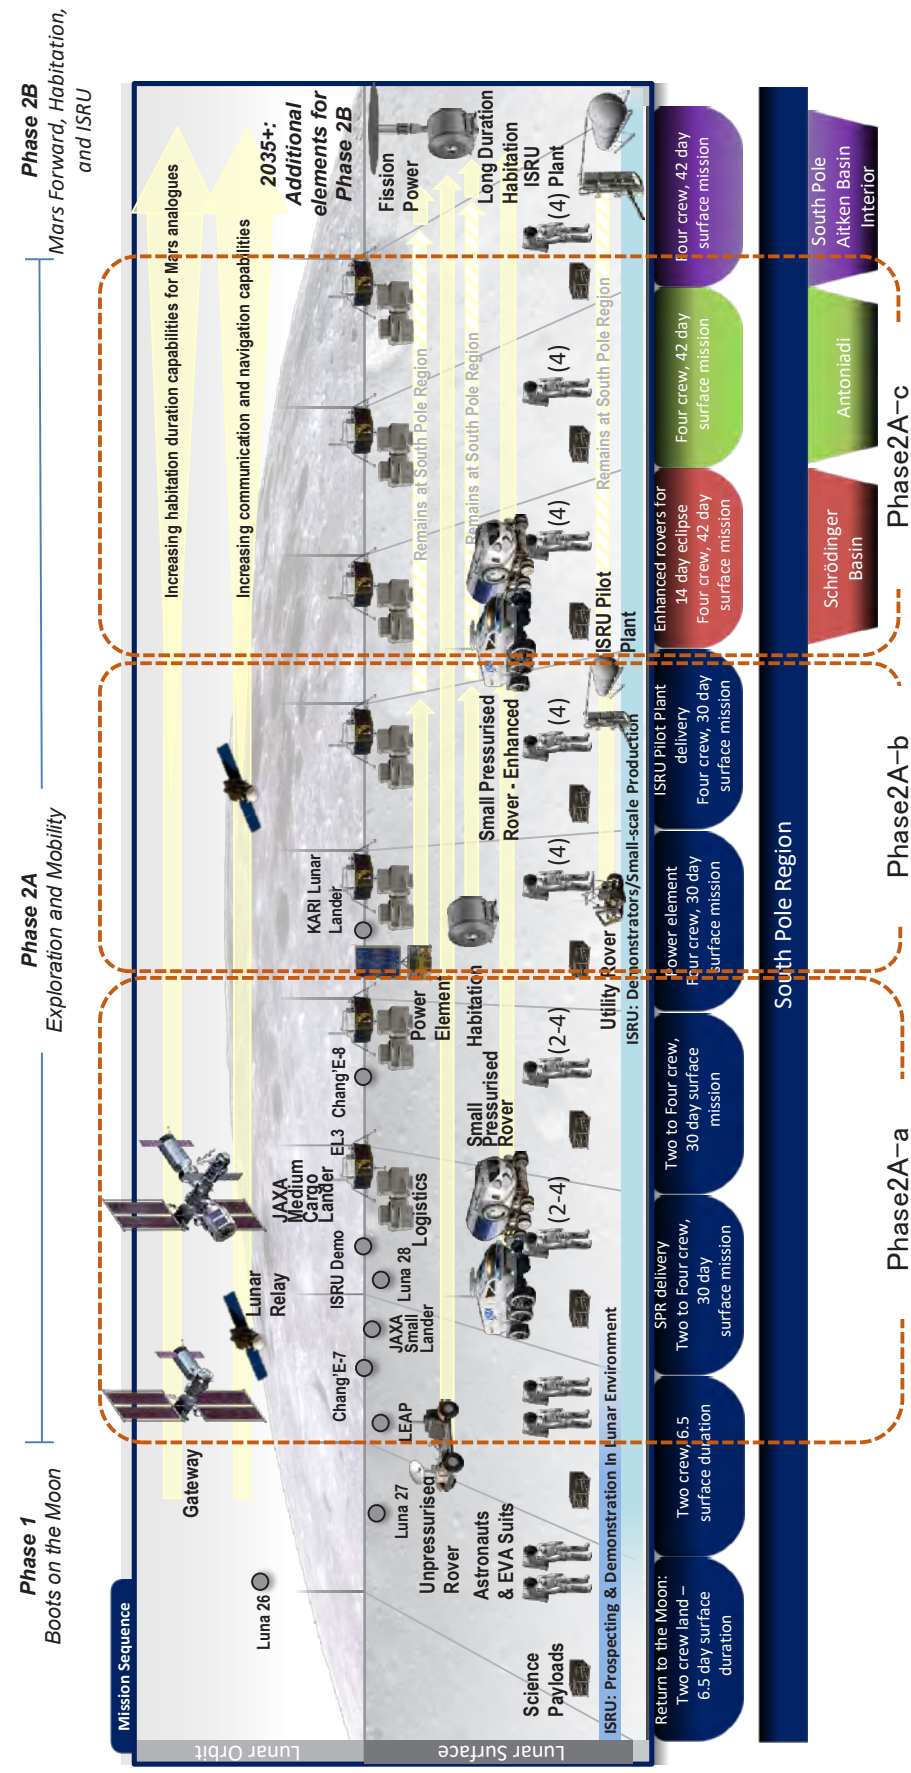 Phase 1
Boots on the Moon
Phase 2A
Exploration and Mobility
Phase 2B
Mars Forward, Habitation,
and ISRU
Mission Sequence
Lunar Orbit
Lunar Surface
Increasing habitation duration capabilities for Mars analogues
Increasing communication and navigation capabilities
2035+:
Additional
elements for
Phase 2B
Gateway
Lunar
Relay
Luna 26
Luna 27
LEAP
Chang'E-7
JAXA
Small
Lander
Luna 28
ISRU Demo
JAXA
Medium
Cargo
Lander
EL3
Chang'E-8
KARI Lunar
Lander
Logistics
Power
Element
Fission
Power
Remains at South Pole Region
Unpressurised
Rover
Habitation
Remains at South Pole Region
Long Duration
Habitation
Astronauts
& EVA Suits
Small
Pressurised
Rover
Small Pressurised
Rover - Enhanced
ISRU
Plant
(2-4)
(2-4)
(4)
(4)
(4)
(4)
(4)
Science
Payloads
Utility Rover
ISRU Pilot
Plant
Remains at South Pole Region
ISRU: Prospecting & Demonstration In Lunar Environment
ISRU: Demonstrators/Small-scale Production
Return to the Moon:
Two crew land –
6.5 day surface
duration
Two crew, 6.5
surface duration
SPR delivery
Two to Four crew,
30 day
surface mission
Two to Four crew,
30 day surface
mission
Power element
Four crew, 30 day
surface mission
ISRU Pilot Plant
delivery
Four crew, 30 day
surface mission
Enhanced rovers for
14 day eclipse
Four crew, 42 day
surface mission
Four crew, 42 day
surface mission
Four crew, 42 day
surface mission
South Pole Region
Schrödinger
Basin
Antoniadi
South Pole
Aitken Basin
Interior
Phase2A-a
Phase2A-b
Phase2A-c